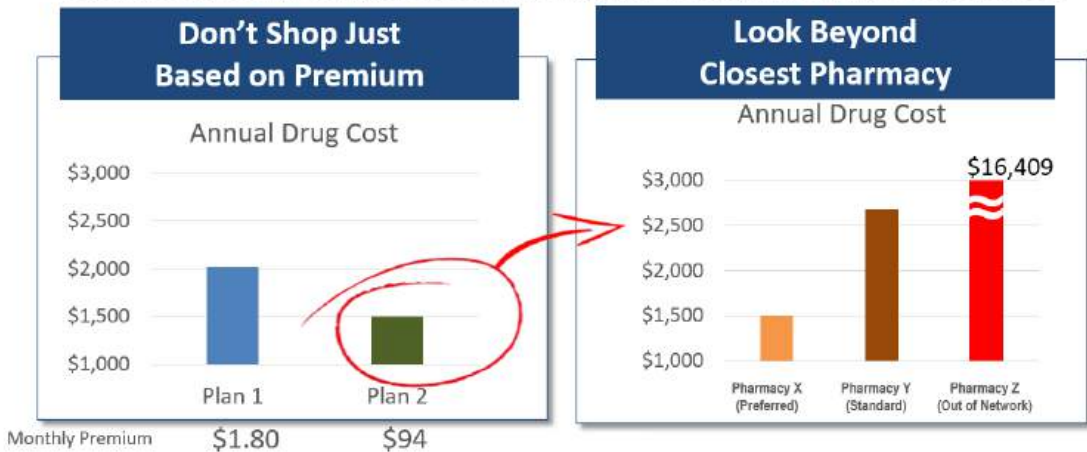 Don't Shop Just
Based on Premium
Annual Drug Cost
$3,000
$2,500
$2,000
$1,500
$1,000
Plan 1
Plan 2
Monthly Premium
$1.80
$94
Look Beyond
Closest Pharmacy
Annual Drug Cost
$16,409
$3,000
$2,500
$2,000
$1,500
$1,000
Pharmacy X
(Preferred)
Pharmacy Y
(Standard)
Pharmacy Z
(Out of Network)